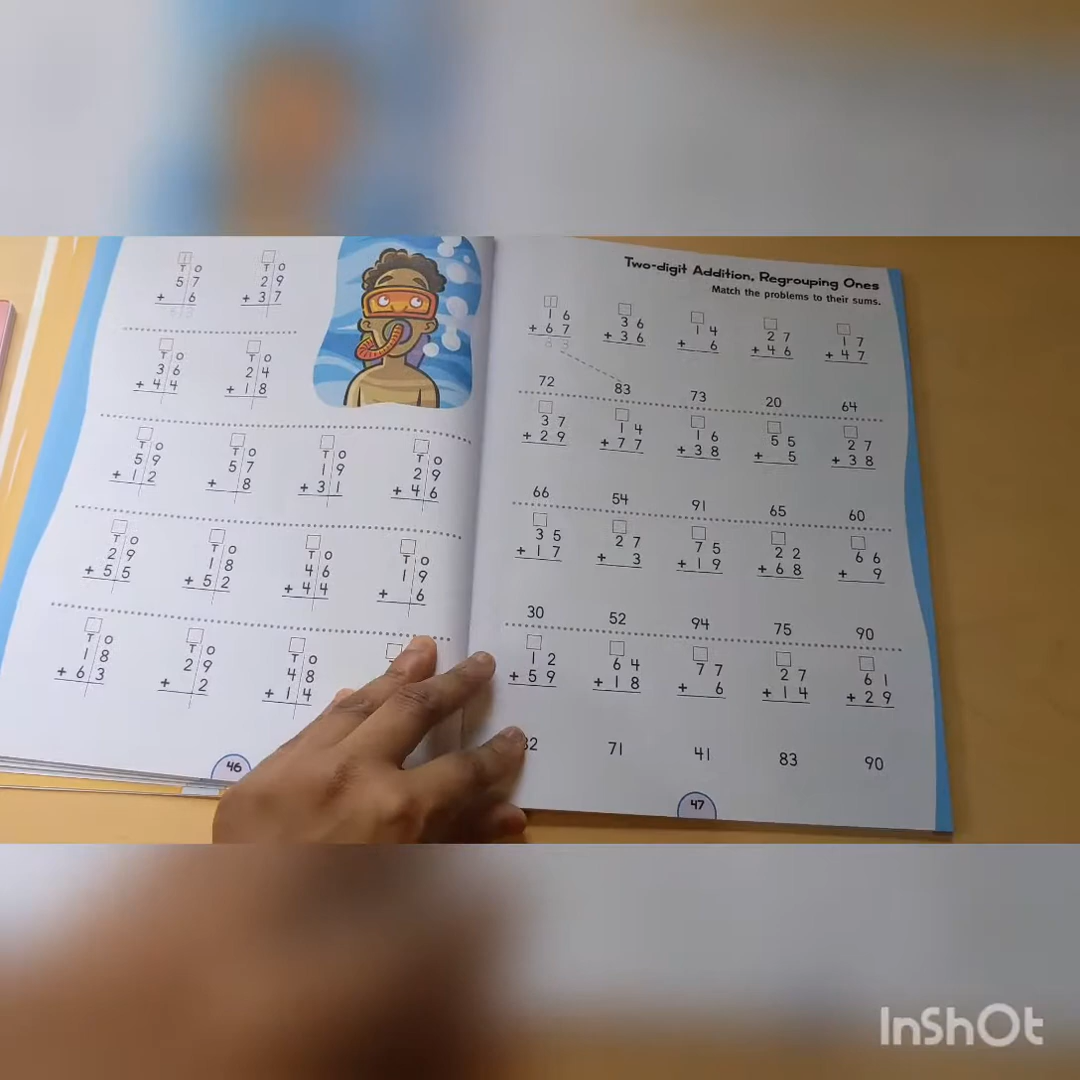 1
T O
5 7
+ 6
6 3
T O
2 9
+ 3 7
T O
3 6
+ 4 4
T O
2 4
+ 1 8
T O
5 9
+ 1 2
T O
5 7
+ 8
T O
1 9
+ 3 1
T O
2 9
+ 4 6
T O
2 9
+ 5 5
T O
1 8
+ 5 2
T O
4 6
+ 4 4
T O
1 9
+ 6
T O
1 8
+ 6 3
T O
2 9
+ 2
T O
4 8
+ 1 4
46
Two-digit Addition, Regrouping Ones
Match the problems to their sums.
1
1 6
+ 6 7
8 3
3 6
+ 3 6
1 4
+ 6
2 7
+ 4 6
1 7
+ 4 7
72 83 73 20 64
3 7
+ 2 9
1 4
+ 7 7
1 6
+ 3 8
5 5
+ 5
2 7
+ 3 8
66 54 91 65 60
3 5
+ 1 7
2 7
+ 3
7 5
+ 1 9
2 2
+ 6 8
6 6
+ 9
30 52 94 75 90
1 2
+ 5 9
6 4
+ 1 8
7 7
+ 6
2 7
+ 1 4
6 1
+ 2 9
71 41 83 90
47
InShOt